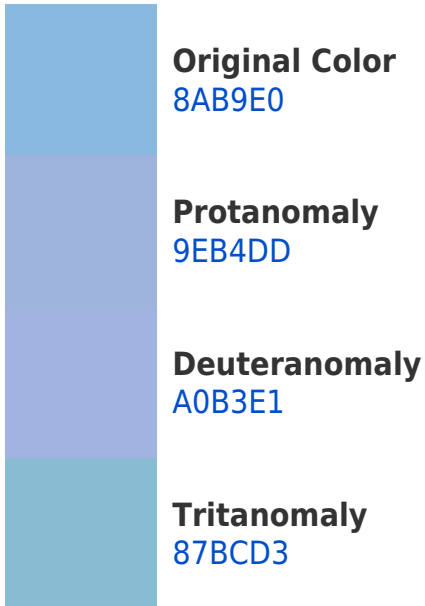 Original Color
8AB9E0
Protanomaly
9EB4DD
Deuteranomaly
A0B3E1
Tritanomaly
87BCD3